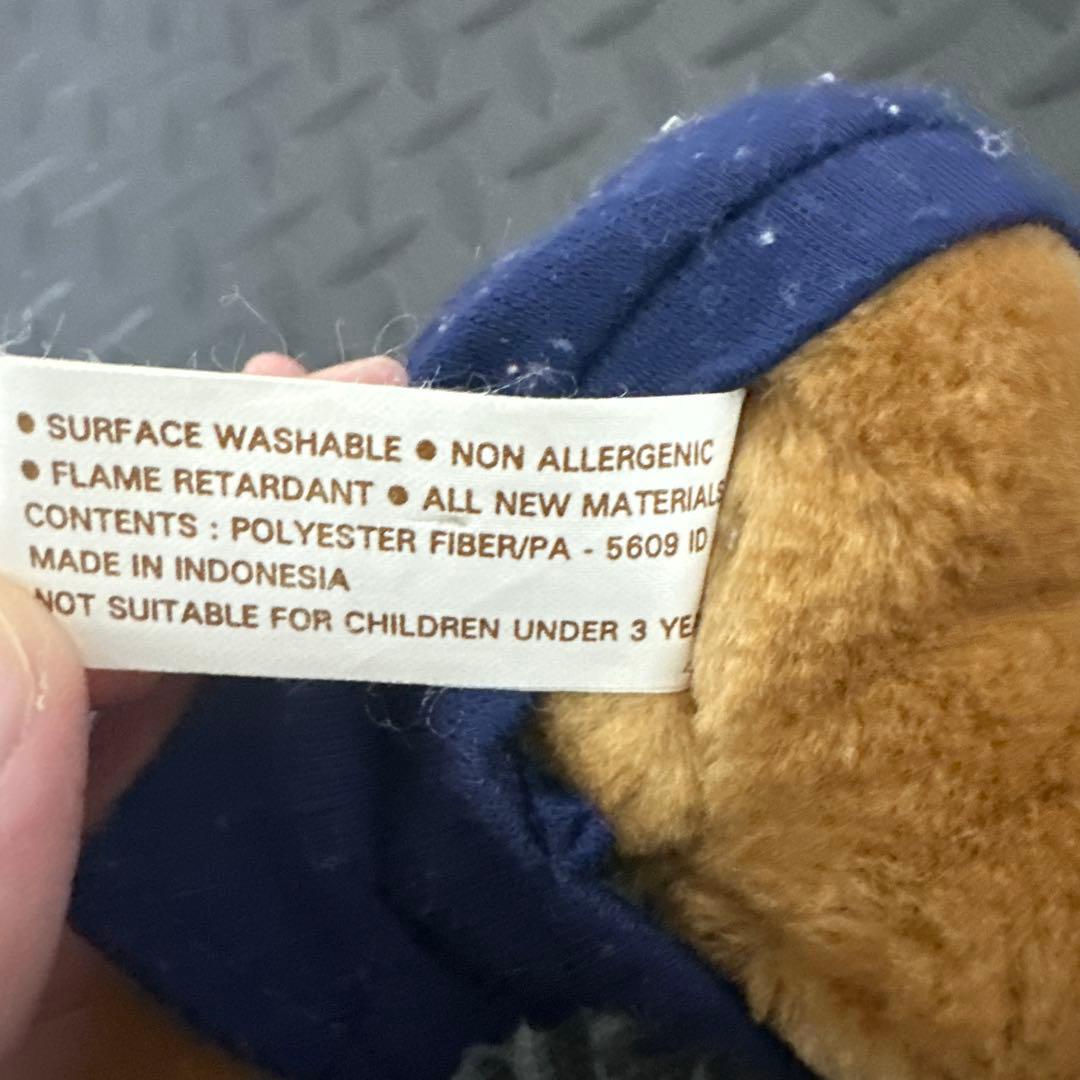 ● SURFACE WASHABLE ● NON ALLERGENIC
● FLAME RETARDANT ● ALL NEW MATERIALS
CONTENTS : POLYESTER FIBER/PA - 5609 ID
MADE IN INDONESIA
NOT SUITABLE FOR CHILDREN UNDER 3